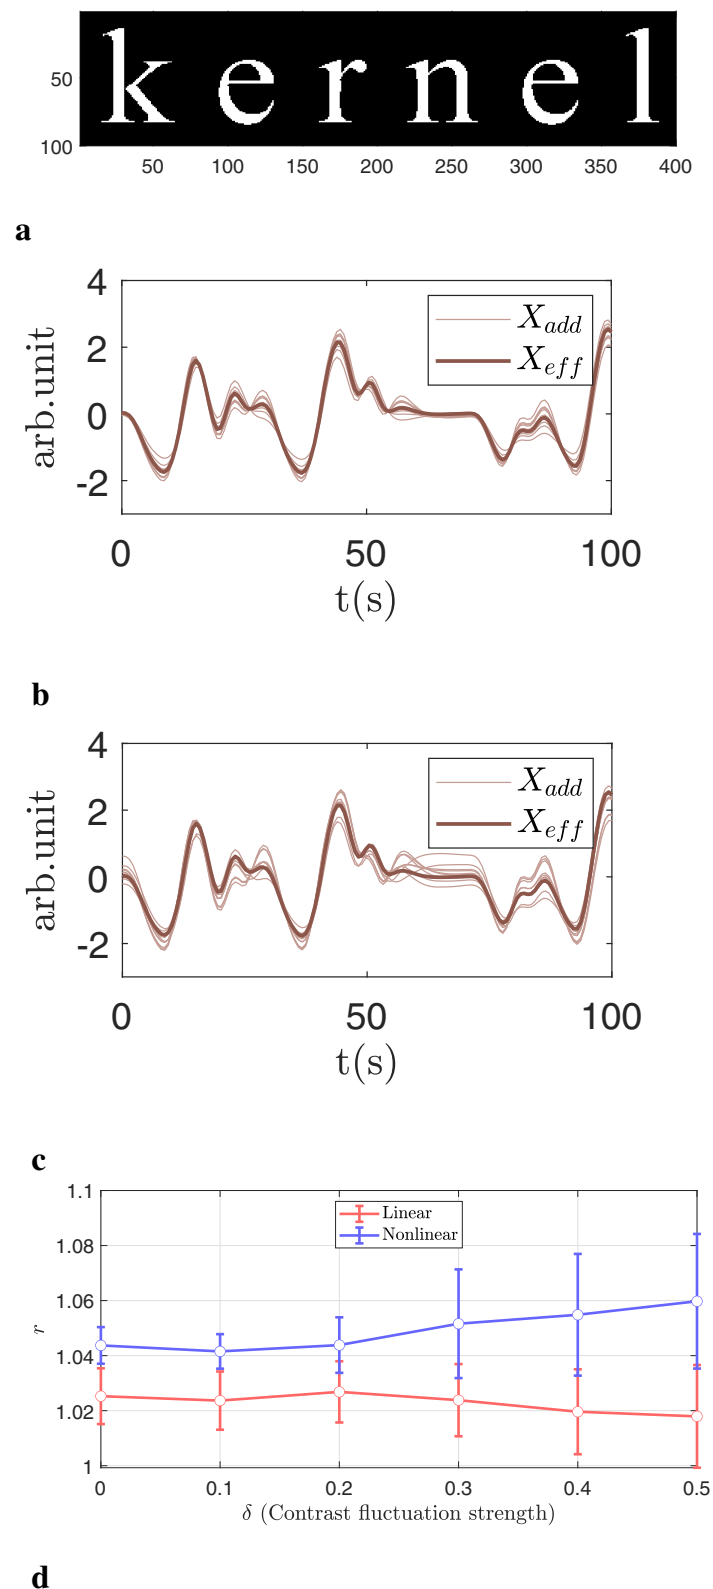 kernel
50
100
50 100 150 200 250 300 350 400
a
4
2
0
-2
arb.unit
X_add
X_eff
0 50 100
t(s)
b
4
2
0
-2
arb.unit
X_add
X_eff
0 50 100
t(s)
c
1.1
1.08
1.06
1.04
1.02
1
r
Linear
Nonlinear
0 0.1 0.2 0.3 0.4 0.5
δ (Contrast fluctuation strength)
d